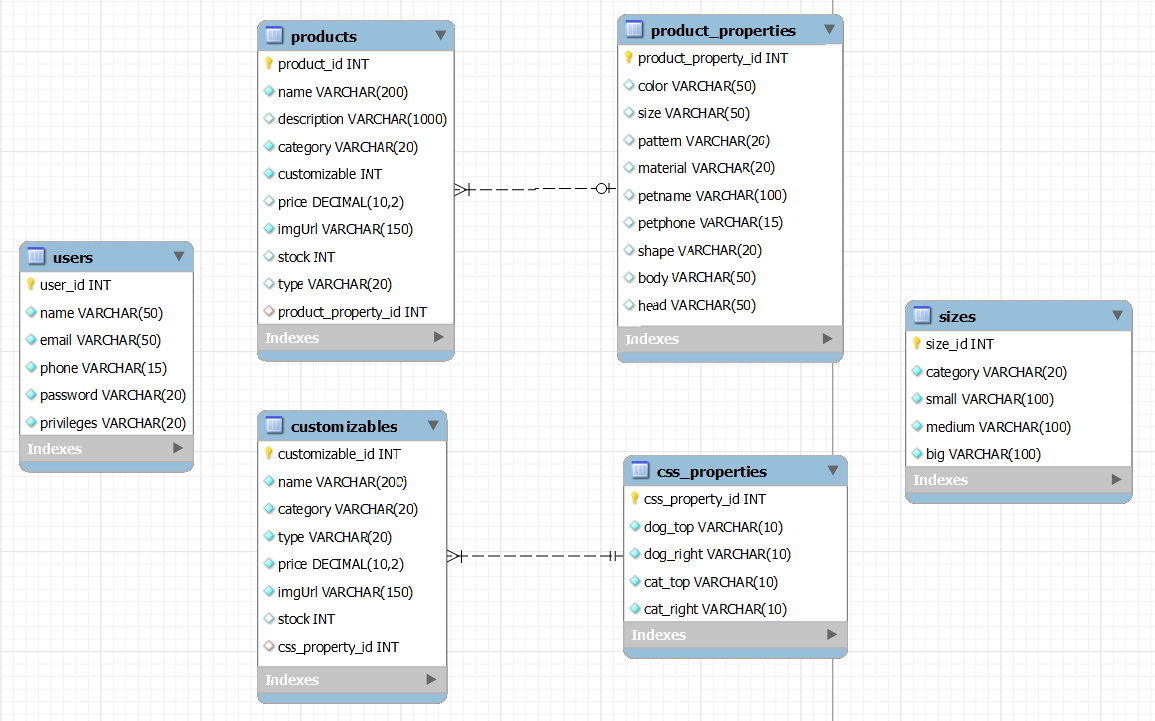 products
product_id INT
name VARCHAR(200)
description VARCHAR(1000)
category VARCHAR(20)
customizable INT
price DECIMAL(10,2)
imgUrl VARCHAR(150)
stock INT
type VARCHAR(20)
product_property_id INT
Indexes
product_properties
product_property_id INT
color VARCHAR(50)
size VARCHAR(50)
pattern VARCHAR(20)
material VARCHAR(20)
petname VARCHAR(100)
petphone VARCHAR(15)
shape VARCHAR(20)
body VARCHAR(50)
head VARCHAR(50)
Indexes
users
user_id INT
name VARCHAR(50)
email VARCHAR(50)
phone VARCHAR(15)
password VARCHAR(20)
privileges VARCHAR(20)
Indexes
sizes
size_id INT
category VARCHAR(20)
small VARCHAR(100)
medium VARCHAR(100)
big VARCHAR(100)
Indexes
customizables
customizable_id INT
name VARCHAR(200)
category VARCHAR(20)
type VARCHAR(20)
price DECIMAL(10,2)
imgUrl VARCHAR(150)
stock INT
css_property_id INT
Indexes
css_properties
css_property_id INT
dog_top VARCHAR(10)
dog_right VARCHAR(10)
cat_top VARCHAR(10)
cat_right VARCHAR(10)
Indexes